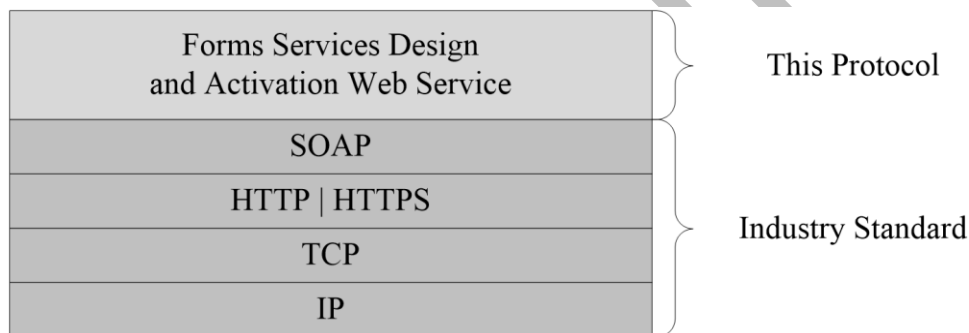 Forms Services Design
and Activation Web Service
This Protocol
SOAP
HTTP | HTTPS
TCP
IP
Industry Standard